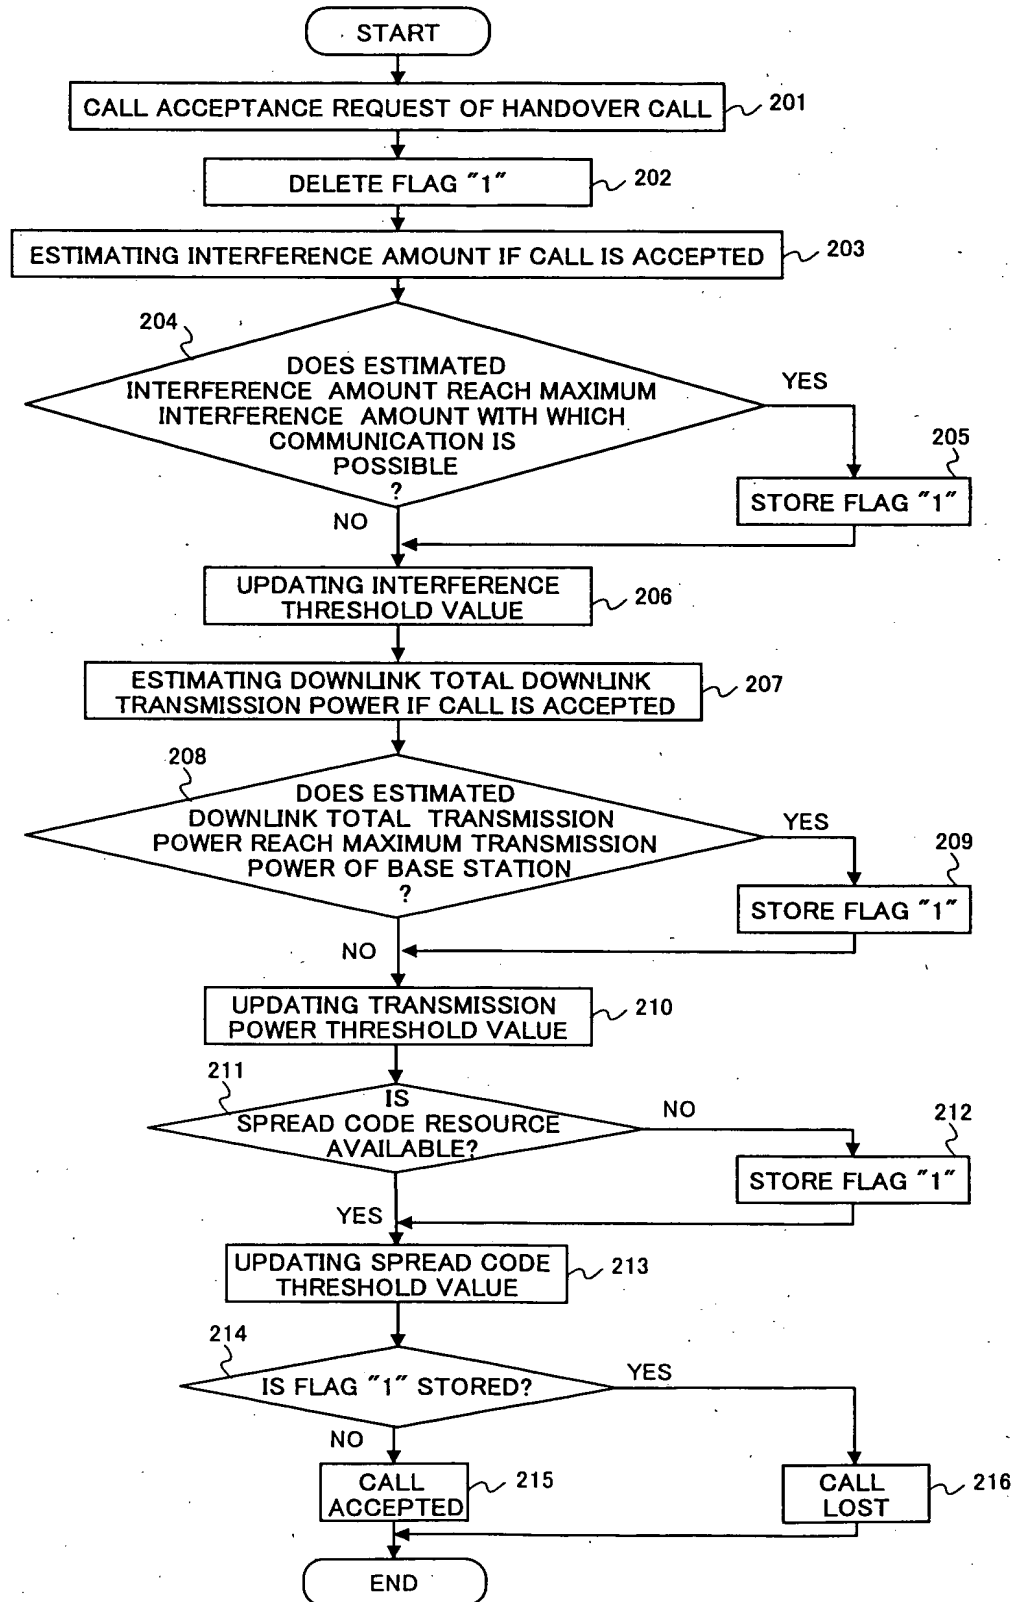 START
CALL ACCEPTANCE REQUEST OF HANDOVER CALL
201
DELETE FLAG "1"
202
ESTIMATING INTERFERENCE AMOUNT IF CALL IS ACCEPTED
203
204
DOES ESTIMATED
INTERFERENCE AMOUNT REACH MAXIMUM
INTERFERENCE AMOUNT WITH WHICH
COMMUNICATION IS
POSSIBLE
?
YES
205
STORE FLAG "1"
NO
UPDATING INTERFERENCE
THRESHOLD VALUE
206
ESTIMATING DOWNLINK TOTAL DOWNLINK
TRANSMISSION POWER IF CALL IS ACCEPTED
207
208
DOES ESTIMATED
DOWNLINK TOTAL TRANSMISSION
POWER REACH MAXIMUM TRANSMISSION
POWER OF BASE STATION
?
YES
209
STORE FLAG "1"
NO
UPDATING TRANSMISSION
POWER THRESHOLD VALUE
210
211
IS
SPREAD CODE RESOURCE
AVAILABLE?
NO
212
STORE FLAG "1"
YES
UPDATING SPREAD CODE
THRESHOLD VALUE
213
214
IS FLAG "1" STORED?
YES
NO
CALL
ACCEPTED
215
CALL
LOST
216
END